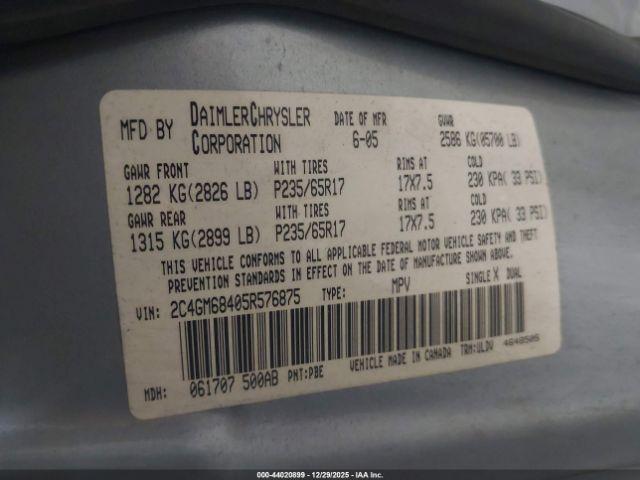 MFD BY DAIMLERCHRYSLER CORPORATION DATE OF MFR 6-05 GVWR 2586 KG(05700 LB)
GAWR FRONT WITH TIRES RIMS AT COLD
1282 KG(2826 LB) P235/65R17 17X7.5 230 KPA( 33 PSI)
GAWR REAR WITH TIRES RIMS AT COLD
1315 KG(2899 LB) P235/65R17 17X7.5 230 KPA( 33 PSI)
THIS VEHICLE CONFORMS TO ALL APPLICABLE FEDERAL MOTOR VEHICLE SAFETY AND THEFT
PREVENTION STANDARDS IN EFFECT ON THE DATE OF MANUFACTURE SHOWN ABOVE.
VIN: 2C4GM68405R576875 TYPE: MPV SINGLE X DUAL
MDH: 061707 500AB PNT:PBE VEHICLE MADE IN CANADA TRM:ULDV 4648505
000-44020899 - 12/29/2025 - IAA Inc.